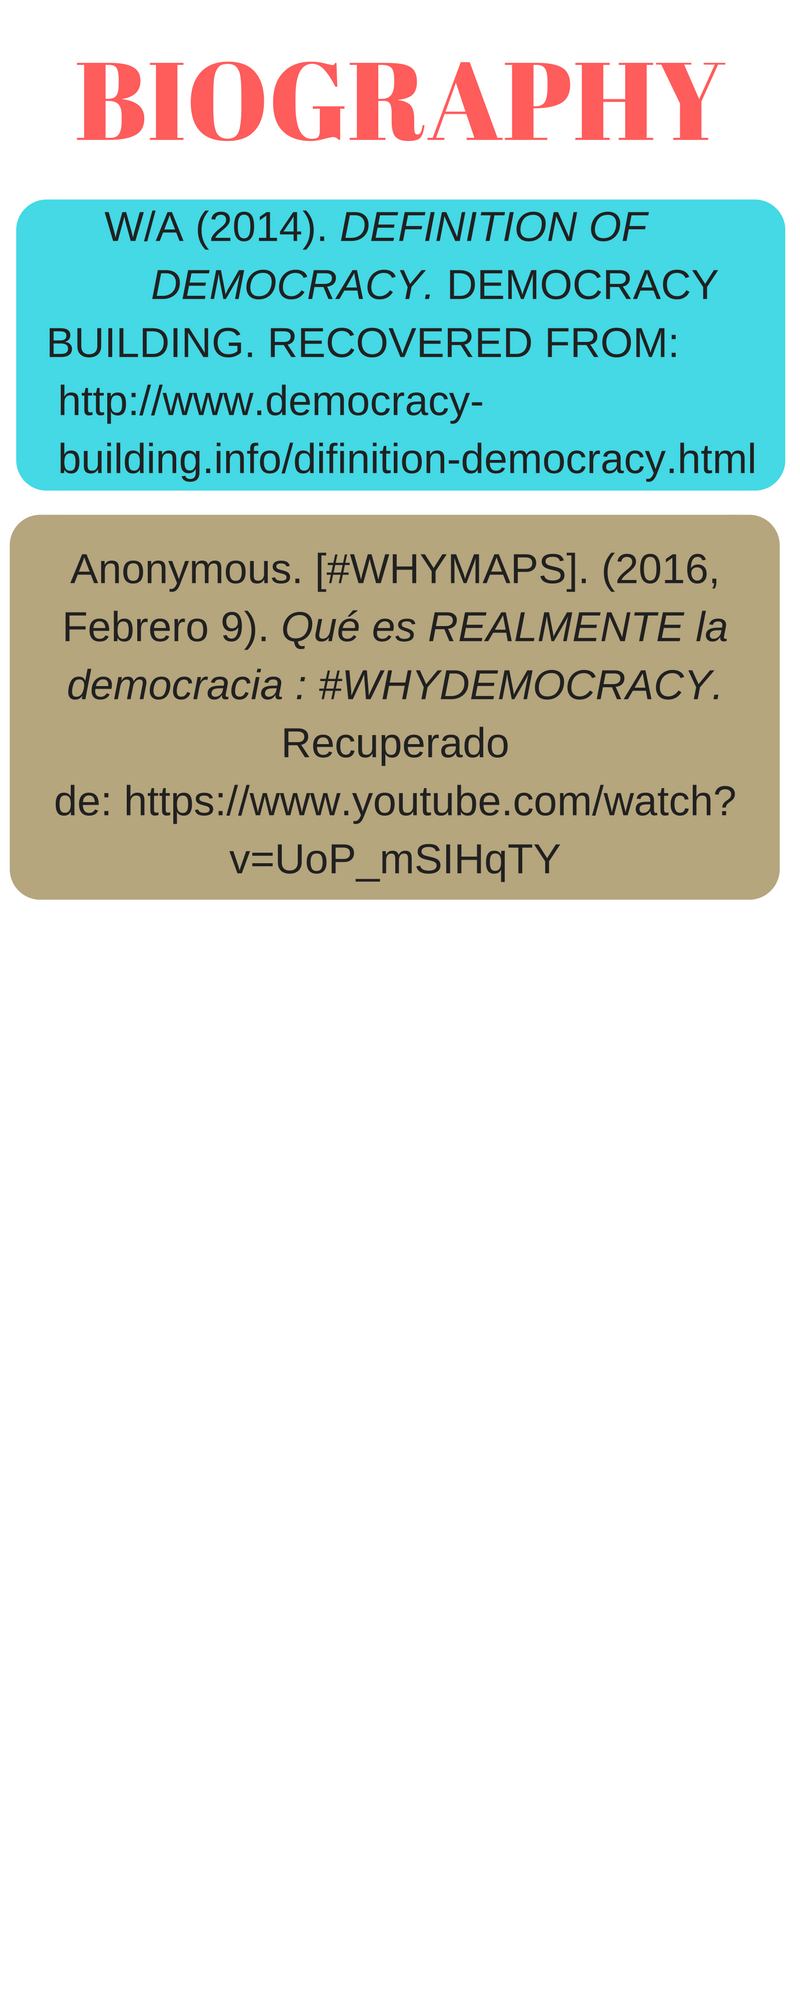 BIOGRAPHY
W/A (2014). DEFINITION OF
DEMOCRACY. DEMOCRACY
BUILDING. RECOVERED FROM:
http://www.democracy-
building.info/difinition-democracy.html
Anonymous. [#WHYMAPS]. (2016,
Febrero 9). Qué es REALMENTE la
democracia : #WHYDEMOCRACY.
Recuperado
de: https://www.youtube.com/watch?
v=UoP_mSIHqTY